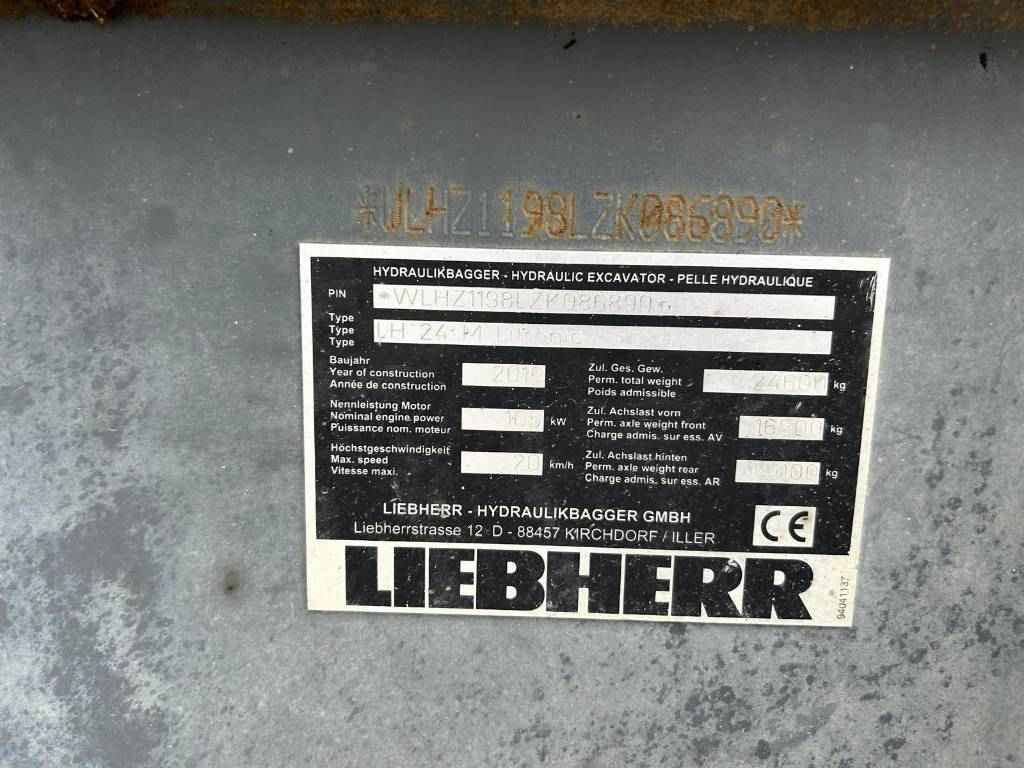 *WLHZ1198LZK086890*
HYDRAULIKBAGGER - HYDRAULIC EXCAVATOR - PELLE HYDRAULIQUE
PIN *WLHZ1198LZK086890*
Type
Type LH 24 M
Type
Baujahr
Year of construction
Année de construction
Nennleistung Motor
Nominal engine power kW
Puissance nom. moteur
Höchstgeschwindigkeit
Max. speed 20 km/h
Vitesse maxi.
Zul. Ges. Gew.
Perm. total weight kg
Poids admissible
Zul. Achslast vorn
Perm. axle weight front kg
Charge admis. sur ess. AV
Zul. Achslast hinten
Perm. axle weight rear kg
Charge admis. sur ess. AR
LIEBHERR - HYDRAULIKBAGGER GMBH
Liebherrstrasse 12 D - 88457 KIRCHDORF / ILLER
CE
LIEBHERR
94041137